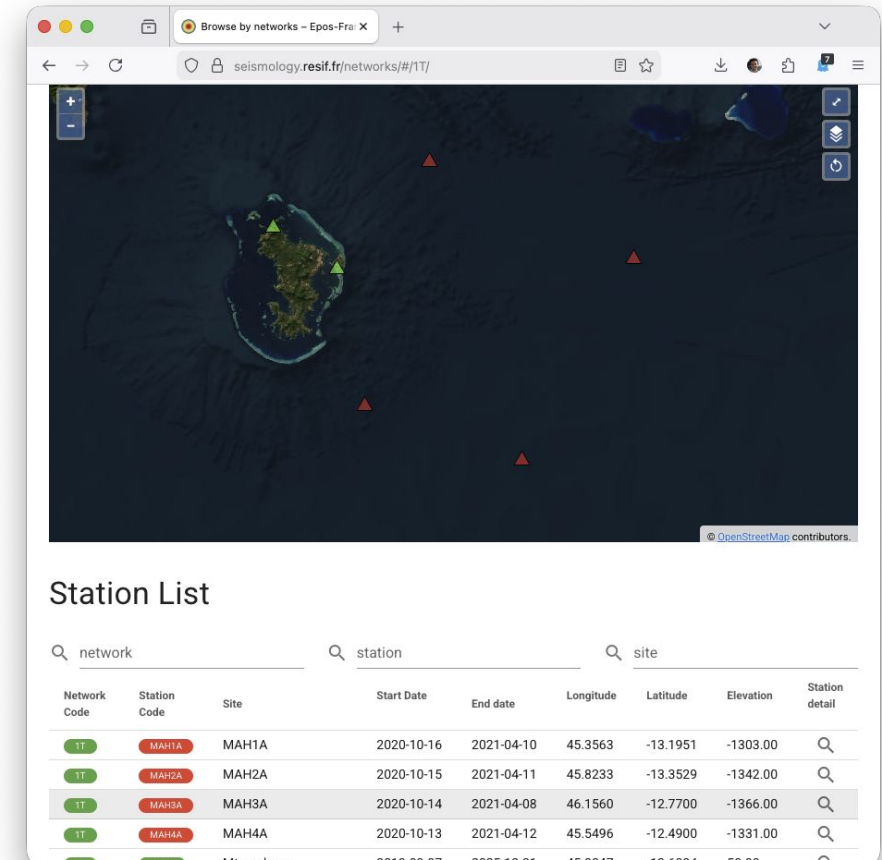 Browse by networks – Epos-Fra
seismology.resif.fr/networks/#/1T/
7
+
-
© OpenStreetMap contributors.
Station List
network station site
Network Code Station Code Site Start Date End date Longitude Latitude Elevation Station detail
1T MAH1A MAH1A 2020-10-16 2021-04-10 45.3563 -13.1951 -1303.00
1T MAH2A MAH2A 2020-10-15 2021-04-11 45.8233 -13.3529 -1342.00
1T MAH3A MAH3A 2020-10-14 2021-04-08 46.1560 -12.7700 -1366.00
1T MAH4A MAH4A 2020-10-13 2021-04-12 45.5496 -12.4900 -1331.00